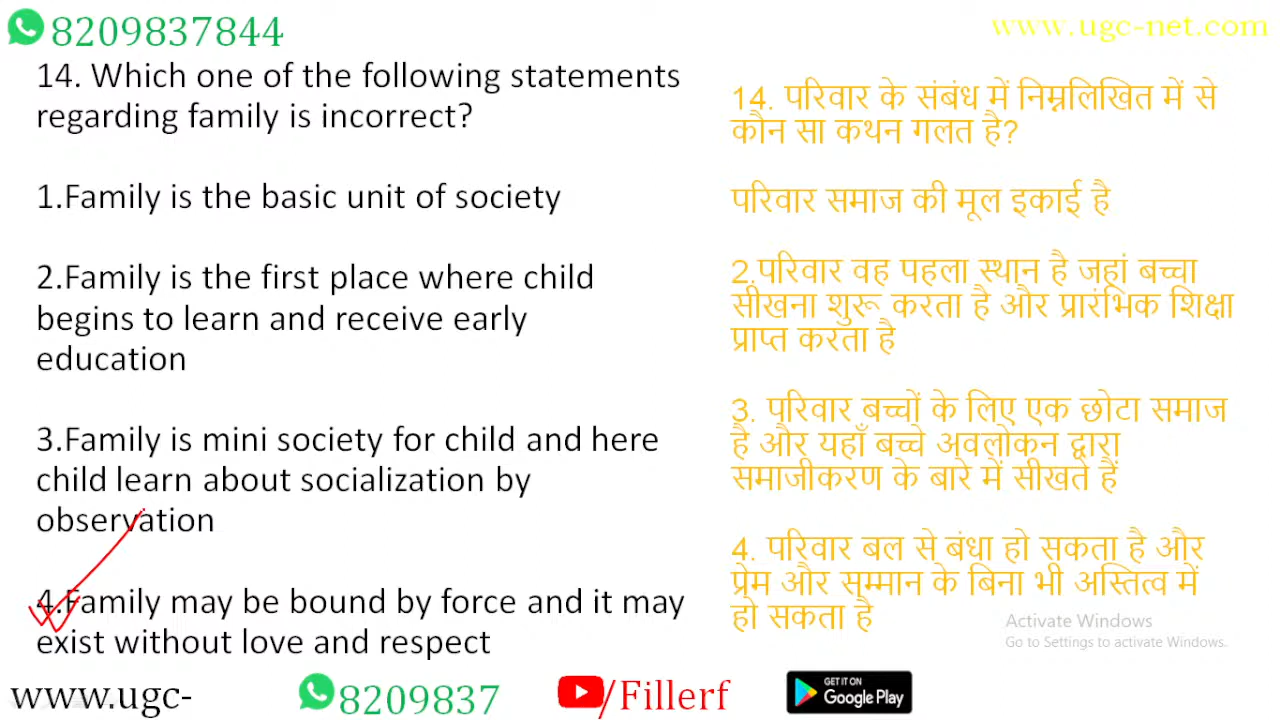 8209837844
www.ugc-net.com
14. Which one of the following statements
regarding family is incorrect?
1.Family is the basic unit of society
2.Family is the first place where child
begins to learn and receive early
education
3.Family is mini society for child and here
child learn about socialization by
observation
4.Family may be bound by force and it may
exist without love and respect
14. परिवार के संबंध में निम्नलिखित में से
कौन सा कथन गलत है?
परिवार समाज की मूल इकाई है
2.परिवार वह पहला स्थान है जहां बच्चा
सीखना शुरू करता है और प्रारंभिक शिक्षा
प्राप्त करता है
3. परिवार बच्चों के लिए एक छोटा समाज
है और यहाँ बच्चे अवलोकन द्वारा
समाजीकरण के बारे में सीखते हैं
4. परिवार बल से बंधा हो सकता है और
प्रेम और सम्मान के बिना भी अस्तित्व में
हो सकता है
Activate Windows
Go to Settings to activate Windows.
www.ugc-
8209837
/Fillerf
GET IT ON
Google Play